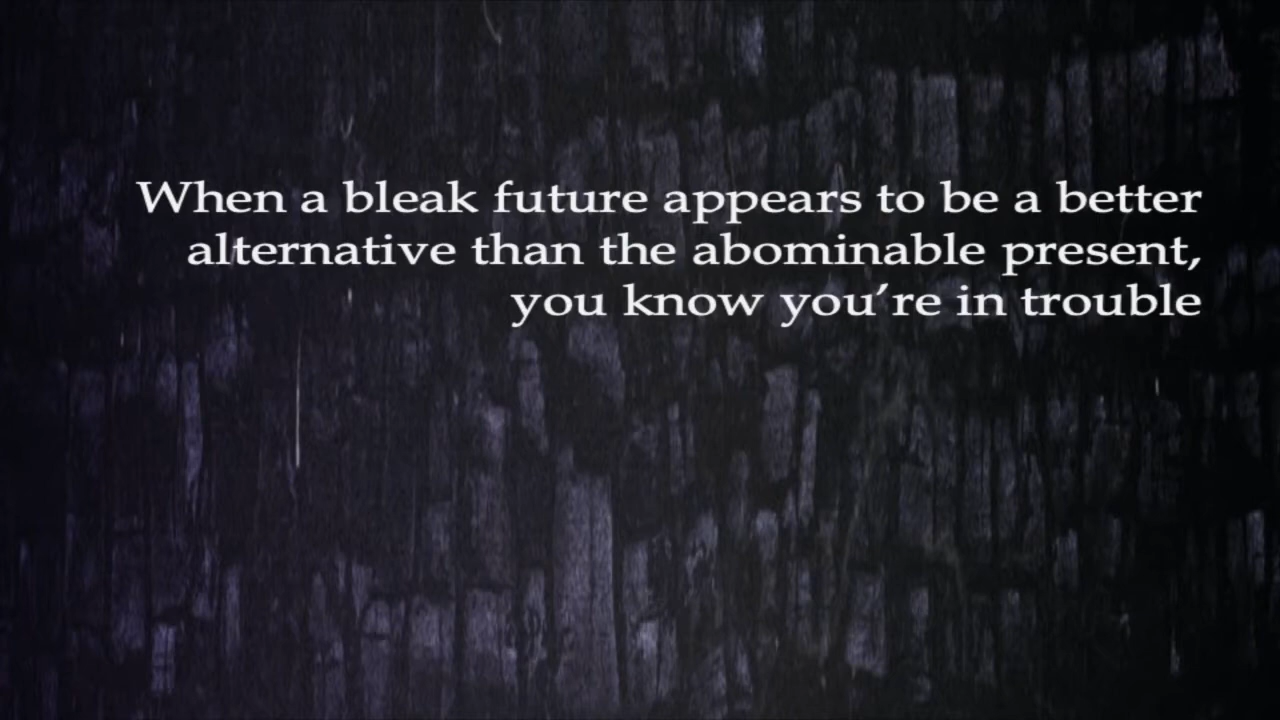 When a bleak future appears to be a better
alternative than the abominable present,
you know you’re in trouble